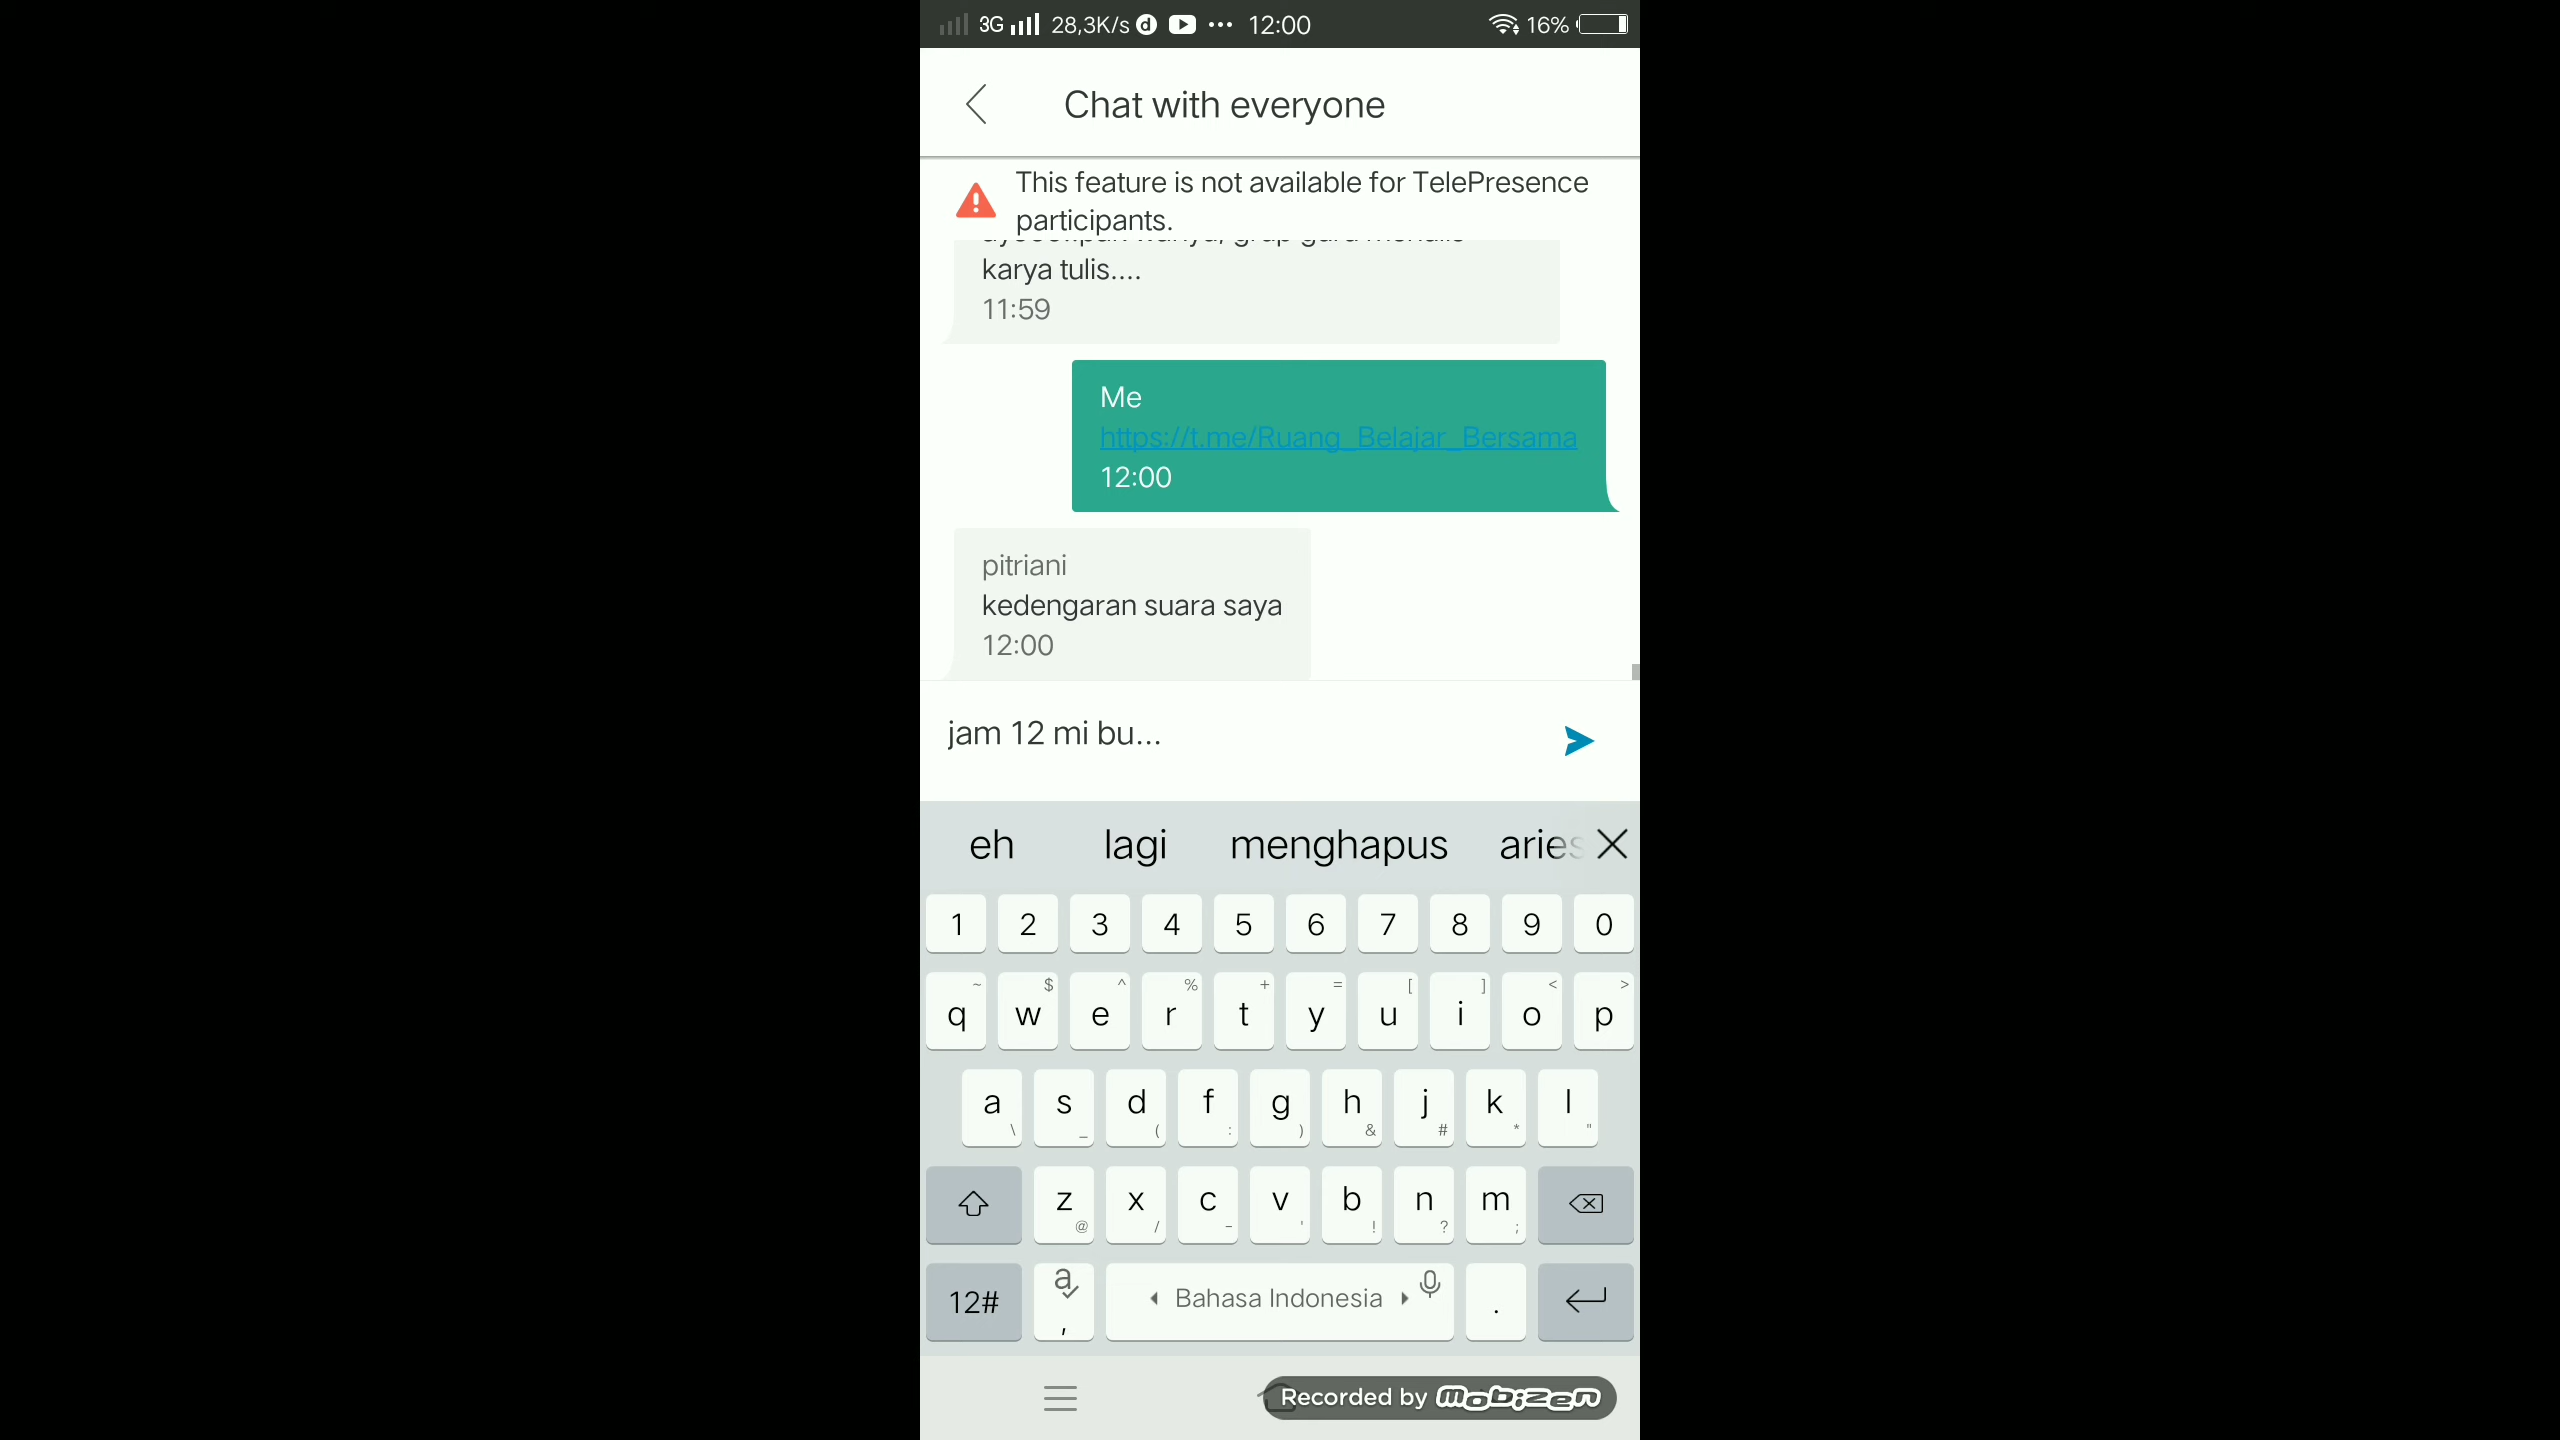 3G 28,3K/s 12:00 16%
Chat with everyone
This feature is not available for TelePresence
participants.
karya tulis....
11:59
Me
https://t.me/Ruang_Belajar_Bersama
12:00
pitriani
kedengaran suara saya
12:00
jam 12 mi bu...
eh lagi menghapus aries
1 2 3 4 5 6 7 8 9 0
~ $ ^ % + = [ ] < >
q w e r t y u i o p
a s d f g h j k l
\ _ ( : ) & # * "
z x c v b n m
@ / - ' ! ? ;
12# a , Bahasa Indonesia .
Recorded by mobizen